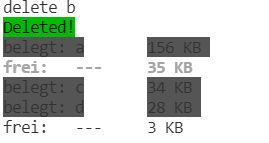 delete b
Deleted!
belegt: a 156 KB
frei: --- 35 KB
belegt: c 34 KB
belegt: d 28 KB
frei: --- 3 KB